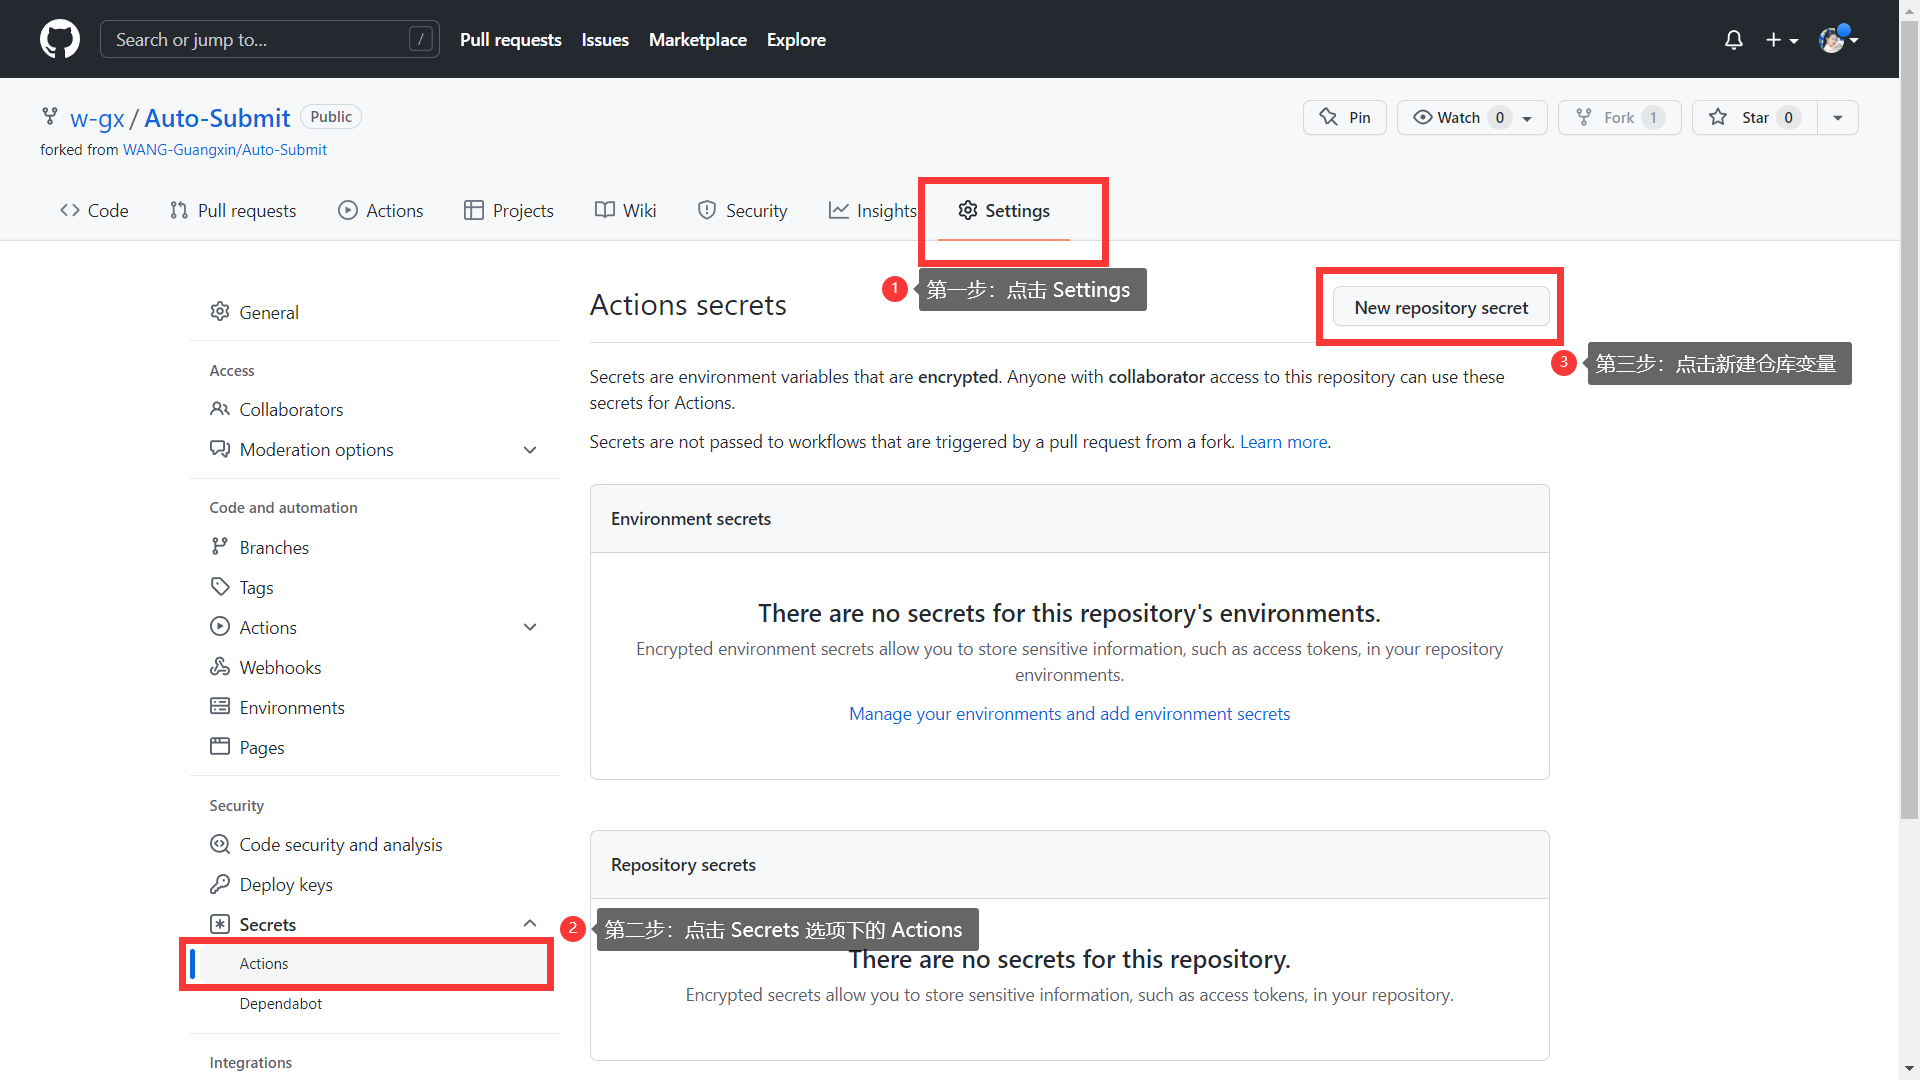 Search or jump to...
/
Pull requests
Issues
Marketplace
Explore
w-gx / Auto-Submit
Public
forked from WANG-Guangxin/Auto-Submit
Pin
Watch 0
Fork 1
Star 0
Code
Pull requests
Actions
Projects
Wiki
Security
Insights
Settings
1
第一步：点击 Settings
General
Access
Collaborators
Moderation options
Code and automation
Branches
Tags
Actions
Webhooks
Environments
Pages
Security
Code security and analysis
Deploy keys
Secrets
Actions
Dependabot
Integrations
Actions secrets
New repository secret
3
第三步：点击新建仓库变量
Secrets are environment variables that are encrypted. Anyone with collaborator access to this repository can use these
secrets for Actions.
Secrets are not passed to workflows that are triggered by a pull request from a fork. Learn more.
Environment secrets
There are no secrets for this repository's environments.
Encrypted environment secrets allow you to store sensitive information, such as access tokens, in your repository
environments.
Manage your environments and add environment secrets
Repository secrets
2
第二步：点击 Secrets 选项下的 Actions
There are no secrets for this repository.
Encrypted secrets allow you to store sensitive information, such as access tokens, in your repository.